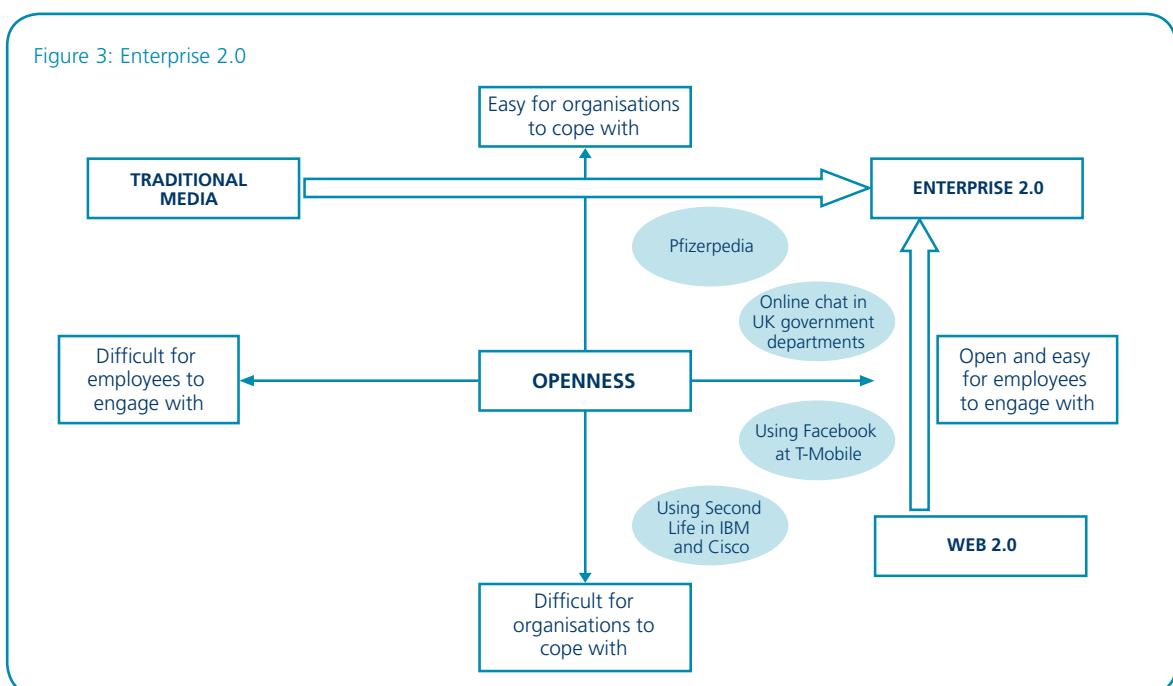 Figure 3: Enterprise 2.0
Easy for organisations
to cope with
TRADITIONAL
MEDIA
ENTERPRISE 2.0
Pfizerpedia
Online chat in
UK government
departments
Difficult for
employees to
engage with
OPENNESS
Open and easy
for employees
to engage with
Using Facebook
at T-Mobile
Using Second
Life in IBM
and Cisco
WEB 2.0
Difficult for
organisations to
cope with